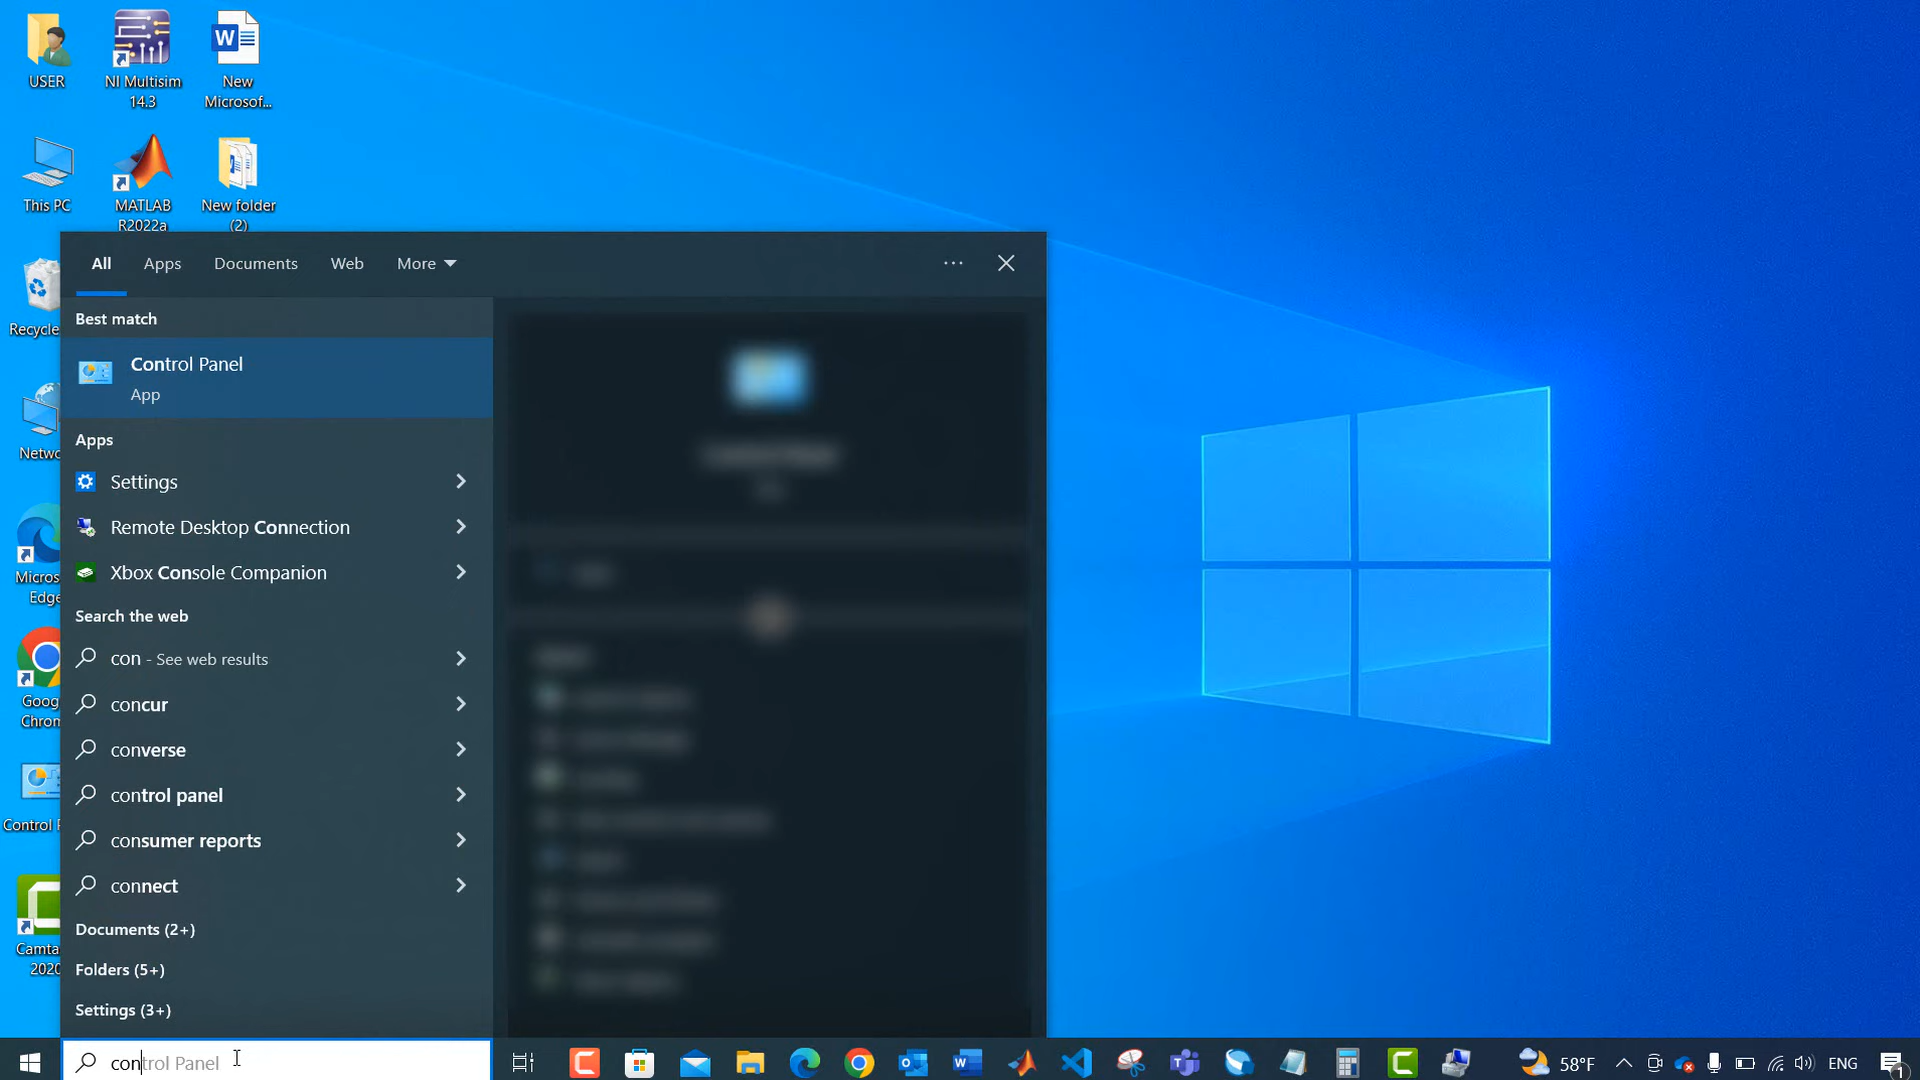 USER
NI Multisim
14.3
New
Microsof...
This PC
MATLAB
R2022a
New folder
(2)
Recycle
Netwo
Micros
Edge
Goog
Chrom
Control P
Camta
2020
All
Apps
Documents
Web
More
Best match
Control Panel
App
Apps
Settings
Remote Desktop Connection
Xbox Console Companion
Search the web
con - See web results
concur
converse
control panel
consumer reports
connect
Documents (2+)
Folders (5+)
Settings (3+)
control Panel
58°F
ENG
1